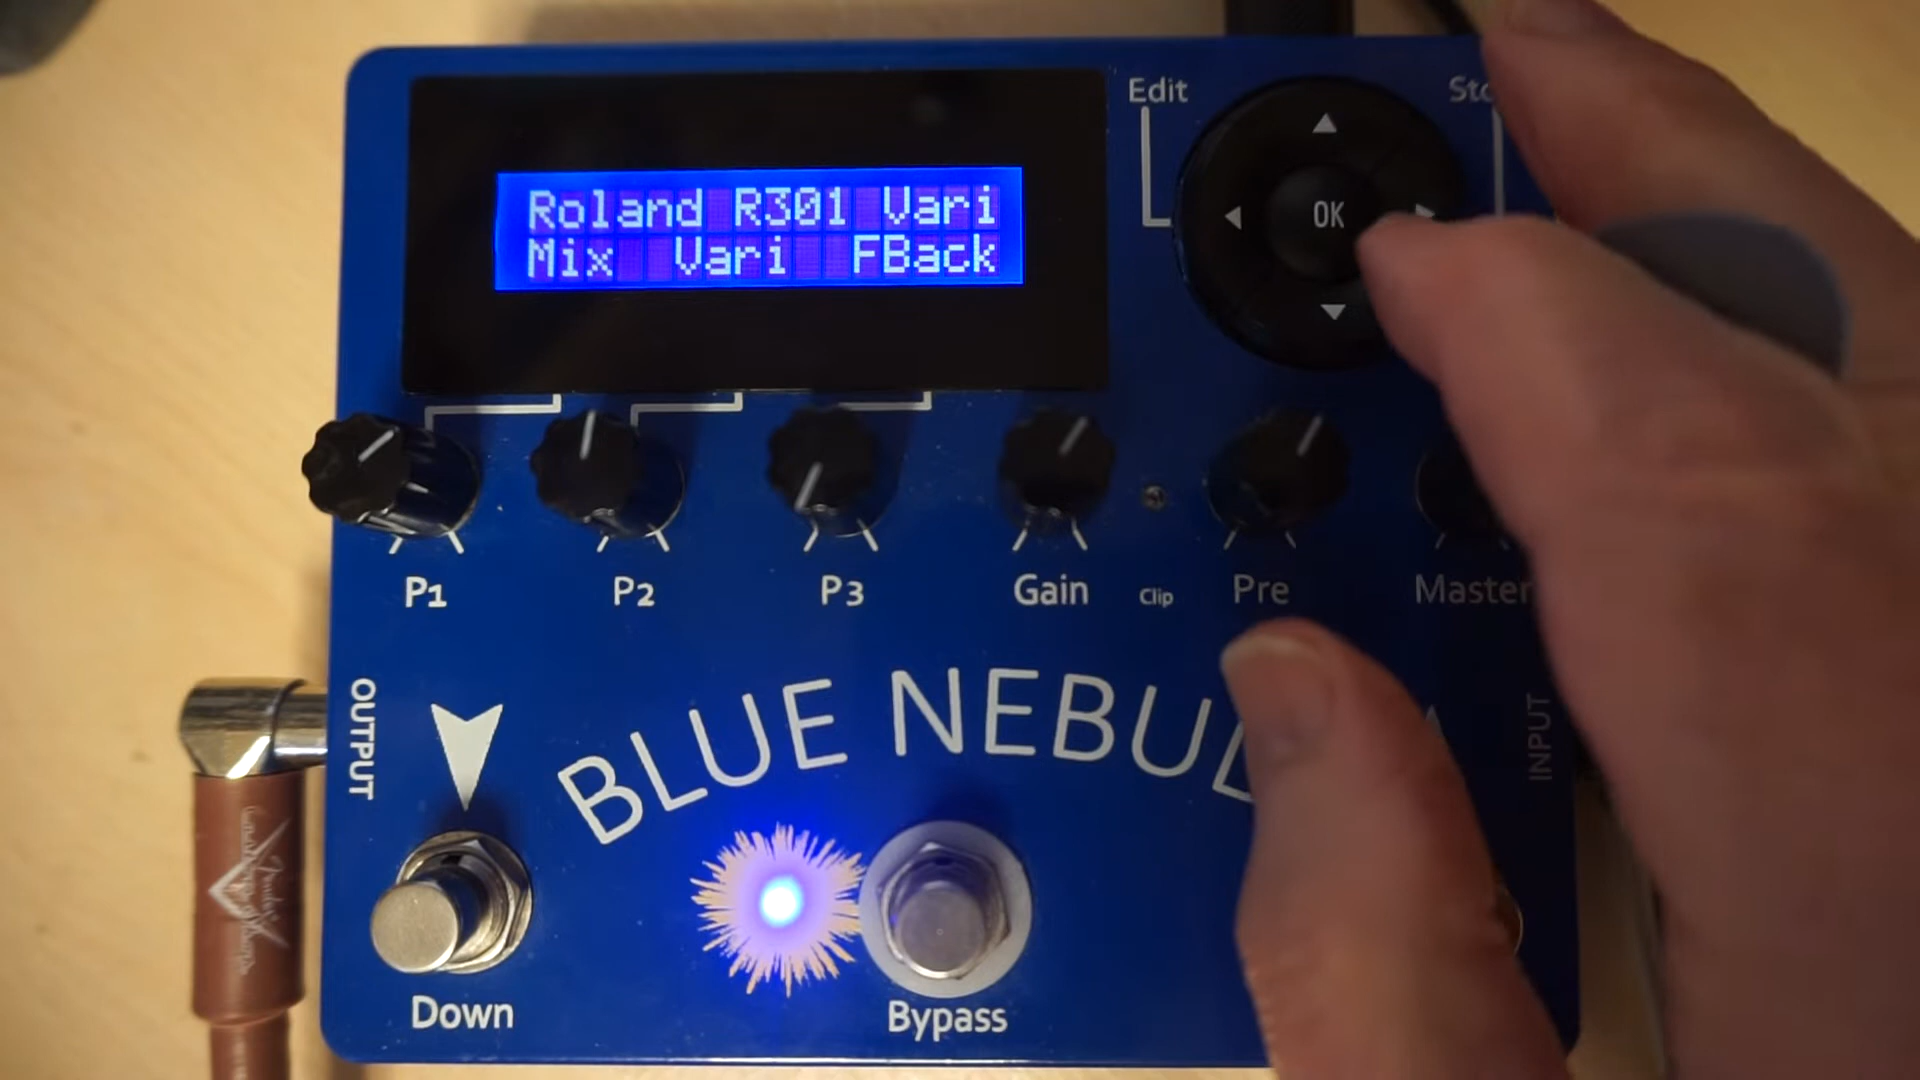 Edit
Roland R301 Vari
Mix Vari FBack
OK
P1 P2 P3 Gain Clip Pre Master
OUTPUT
INPUT
BLUE
Down
Bypass
Fender